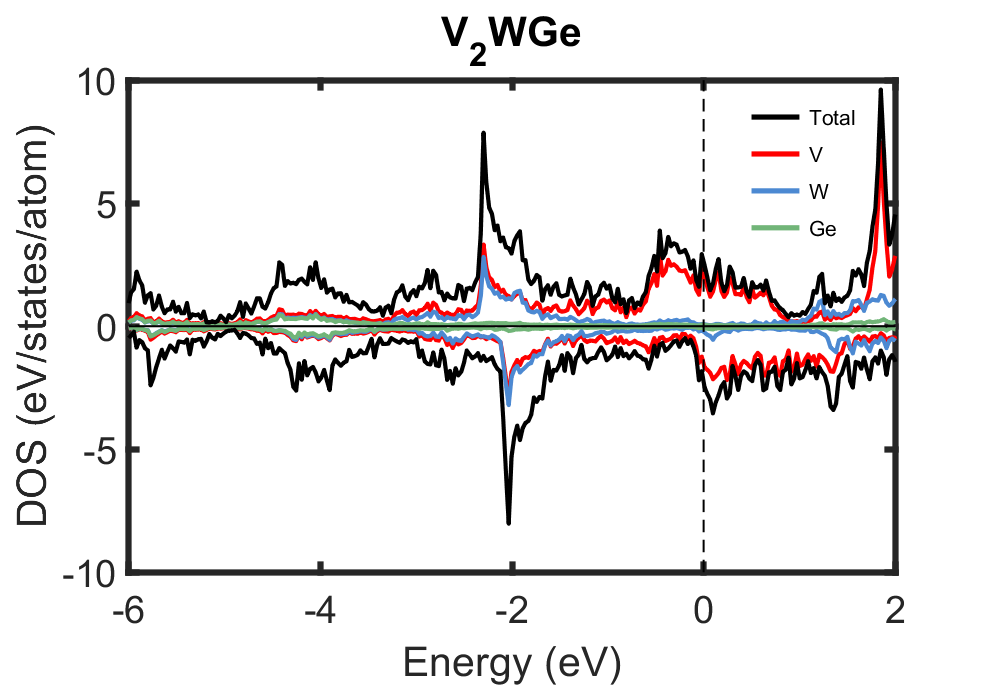 V2WGe
DOS (eV/states/atom)
10
5
0
-5
-10
Total
V
W
Ge
-6
-4
-2
0
2
Energy (eV)